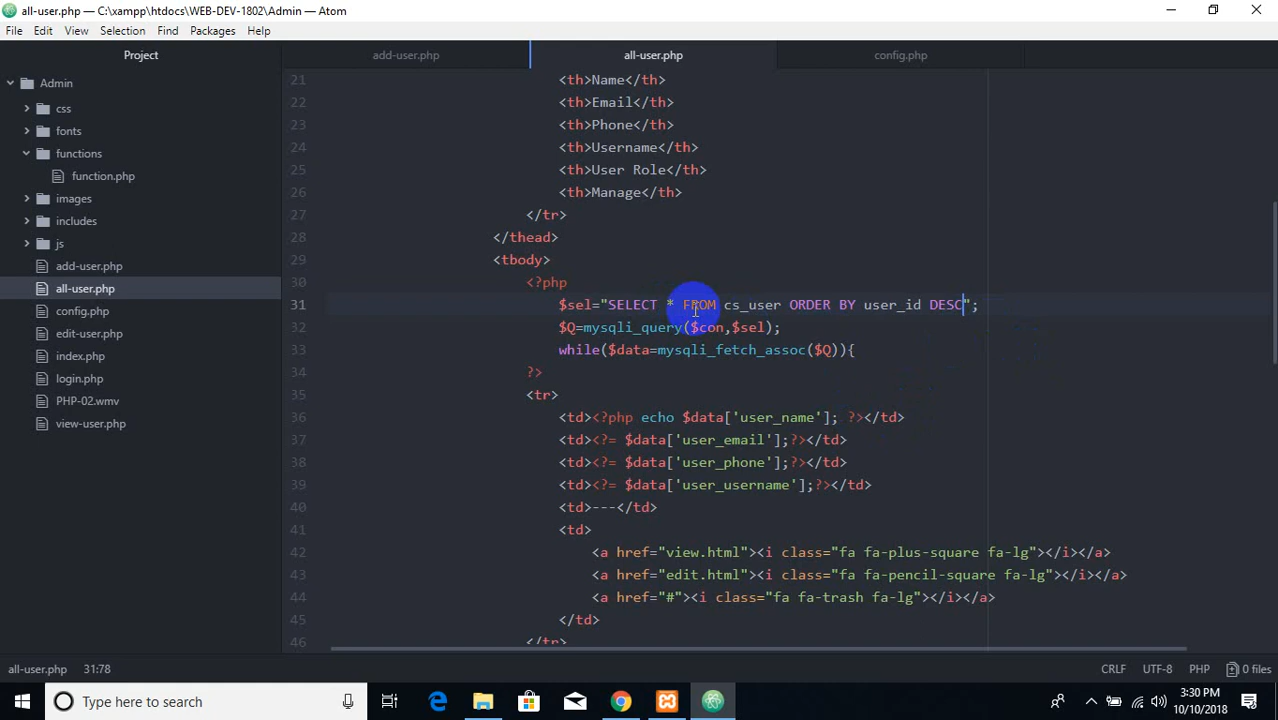 all-user.php — C:\xampp\htdocs\WEB-DEV-1802\Admin — Atom
File Edit View Selection Find Packages Help
Project
add-user.php
all-user.php
config.php
Admin
css
fonts
functions
function.php
images
includes
js
add-user.php
all-user.php
config.php
edit-user.php
index.php
login.php
PHP-02.wmv
view-user.php
21 <th>Name</th>
22 <th>Email</th>
23 <th>Phone</th>
24 <th>Username</th>
25 <th>User Role</th>
26 <th>Manage</th>
27 </tr>
28 </thead>
29 <tbody>
30 <?php
31 $sel="SELECT * FROM cs_user ORDER BY user_id DESC";
32 $Q=mysqli_query($con,$sel);
33 while($data=mysqli_fetch_assoc($Q)){
34 ?>
35 <tr>
36 <td><?php echo $data['user_name']; ?></td>
37 <td><?= $data['user_email'];?></td>
38 <td><?= $data['user_phone'];?></td>
39 <td><?= $data['user_username'];?></td>
40 <td>---</td>
41 <td>
42 <a href="view.html"><i class="fa fa-plus-square fa-lg"></i></a>
43 <a href="edit.html"><i class="fa fa-pencil-square fa-lg"></i></a>
44 <a href="#"><i class="fa fa-trash fa-lg"></i></a>
45 </td>
46 </tr>
all-user.php 31:78
CRLF UTF-8 PHP 0 files
Type here to search
3:30 PM
10/10/2018